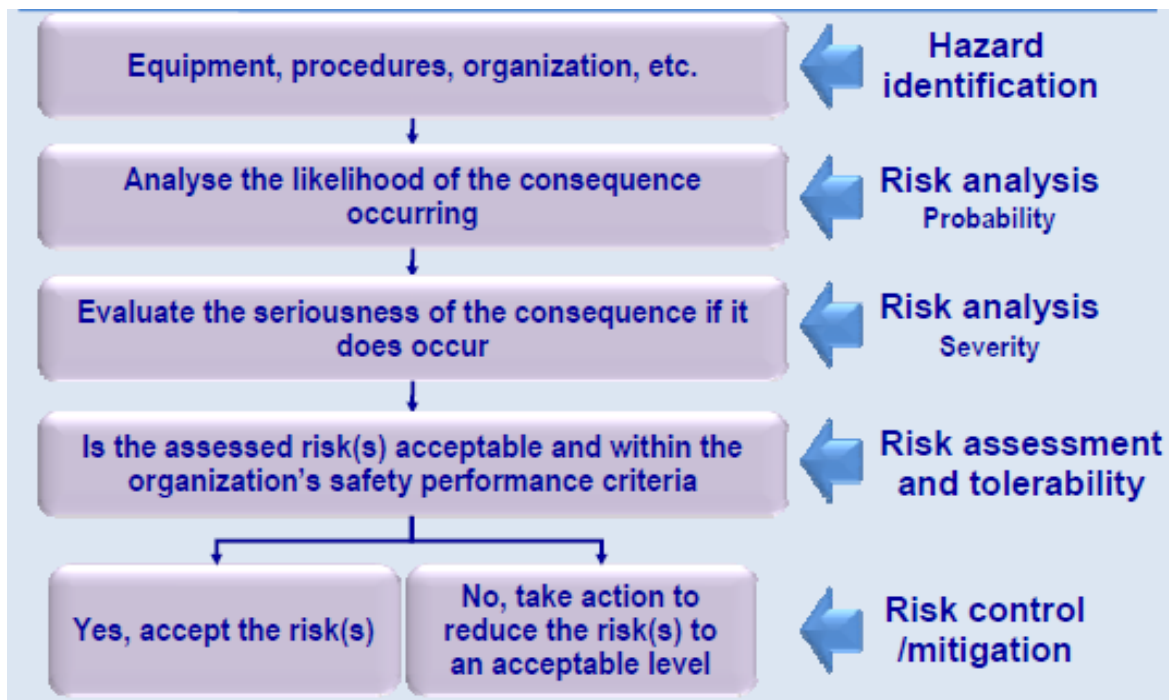 Equipment, procedures, organization, etc.
Hazard
identification
Analyse the likelihood of the consequence
occurring
Risk analysis
Probability
Evaluate the seriousness of the consequence if it
does occur
Risk analysis
Severity
Is the assessed risk(s) acceptable and within the
organization's safety performance criteria
Risk assessment
and tolerability
Yes, accept the risk(s)
No, take action to
reduce the risk(s) to
an acceptable level
Risk control
/mitigation